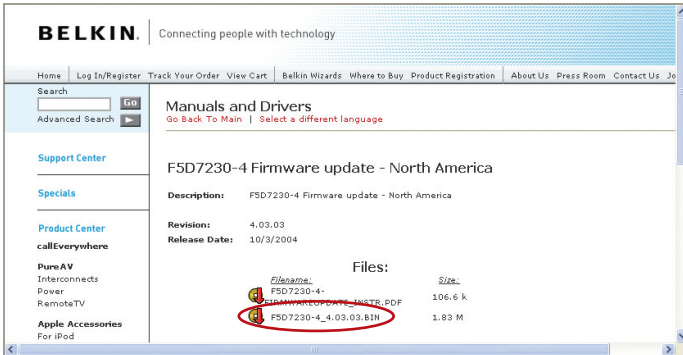 BELKIN. Connecting people with technology
Home Log In/Register Track Your Order View Cart Belkin Wizards Where to Buy Product Registration About Us Press Room Contact Us Jo
Search
Go
Advanced Search
Manuals and Drivers
Go Back To Main | Select a different language
Support Center
Specials
Product Center
callEverywhere
PureAV
Interconnects
Power
RemoteTV
Apple Accessories
For iPod
F5D7230-4 Firmware update - North America
Description: F5D7230-4 Firmware update - North America
Revision: 4.03.03
Release Date: 10/3/2004
Files:
Filename: Size:
F5D7230-4-
FIRMWAREUPDATE_INSTR.PDF 106.6 k
F5D7230-4_4.03.03.BIN 1.83 M